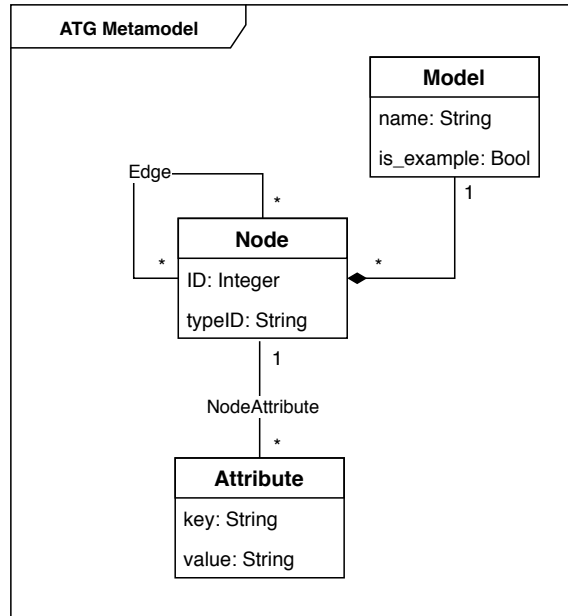 ATG Metamodel
Model
name: String
is_example: Bool
1
Edge
*
*
Node
*
ID: Integer
typeID: String
1
NodeAttribute
*
Attribute
key: String
value: String